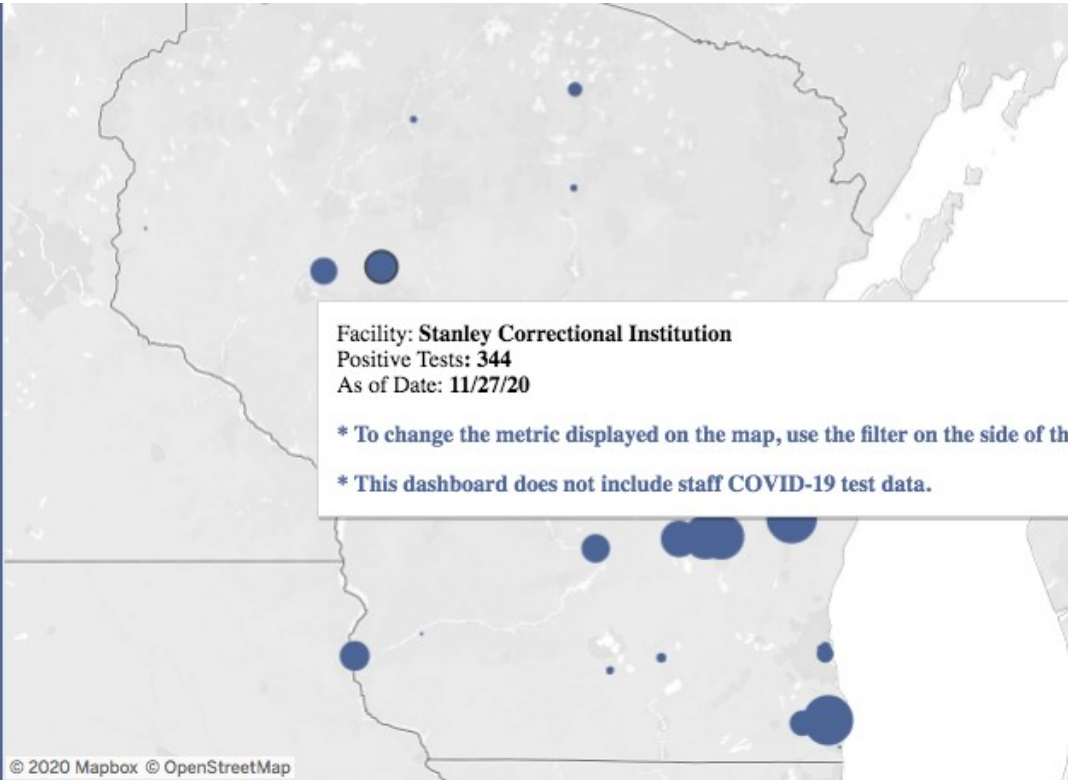 Facility: Stanley Correctional Institution
Positive Tests: 344
As of Date: 11/27/20
* To change the metric displayed on the map, use the filter on the side of th
* This dashboard does not include staff COVID-19 test data.
© 2020 Mapbox © OpenStreetMap